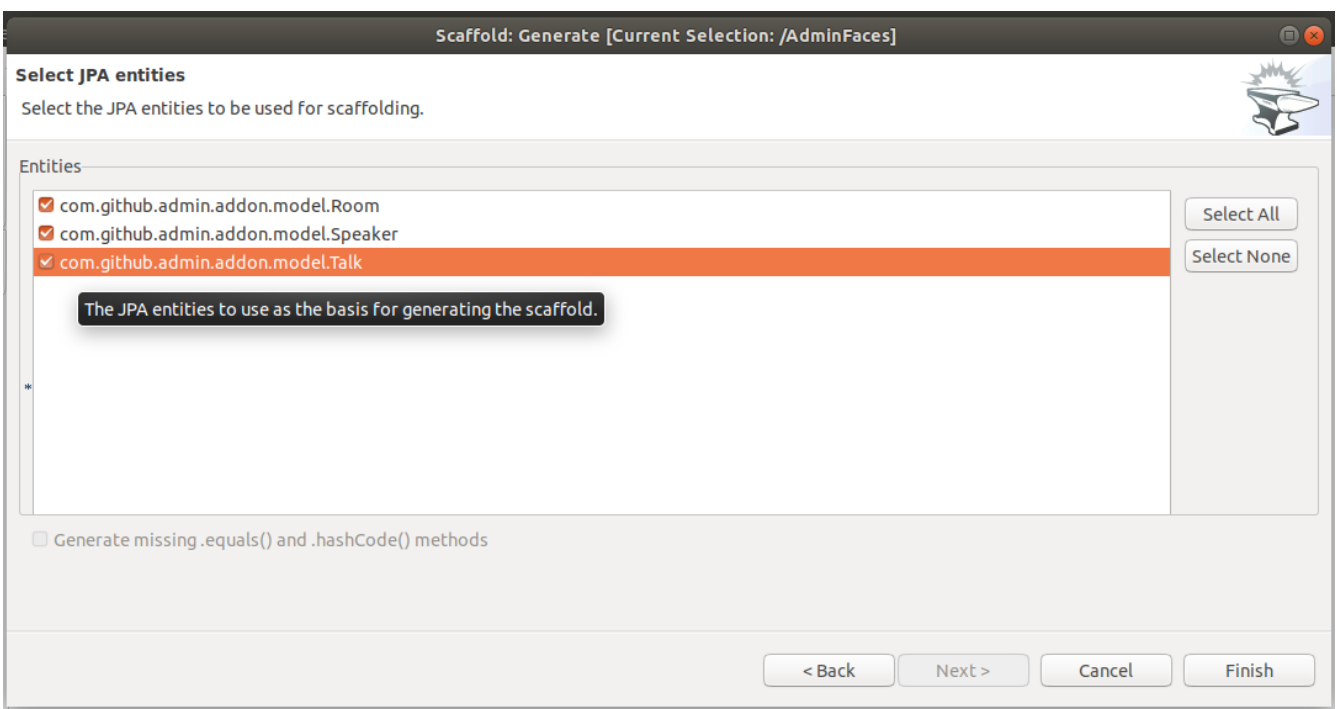 Scaffold: Generate [Current Selection: /AdminFaces]
Select JPA entities
Select the JPA entities to be used for scaffolding.
Entities
com.github.admin.addon.model.Room
com.github.admin.addon.model.Speaker
com.github.admin.addon.model.Talk
Select All
Select None
The JPA entities to use as the basis for generating the scaffold.
*
Generate missing .equals() and .hashCode() methods
< Back
Next >
Cancel
Finish